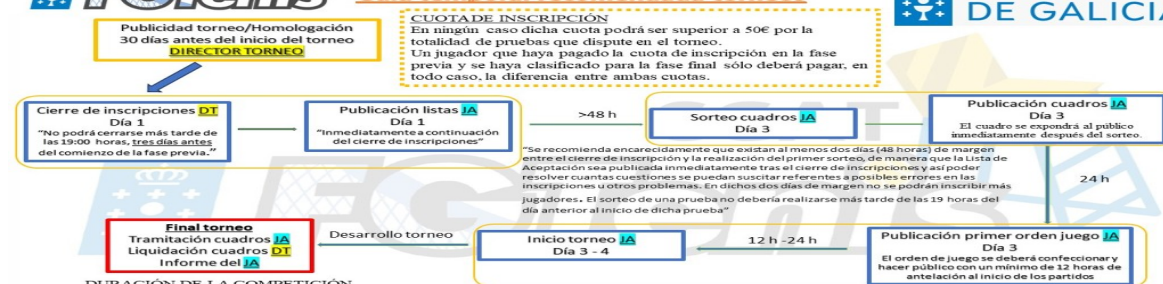 DE GALICIA
Publicidad torneo/Homologación
30 días antes del inicio del torneo
DIRECTOR TORNEO
CUOTA DE INSCRIPCIÓN
En ningún caso dicha cuota podrá ser superior a 50€ por la
totalidad de pruebas que dispute en el torneo.
Un jugador que haya pagado la cuota de inscripción en la fase
previa y se haya clasificado para la fase final sólo deberá pagar, en
todo caso, la diferencia entre ambas cuotas.
Cierre de inscripciones DT
Día 1
"No podrá cerrarse más tarde de
las 19:00 horas, tres días antes
del comienzo de la fase previa."
Publicación listas JA
Día 1
"Inmediatamente a continuación
del cierre de inscripciones"
>48 h
Sorteo cuadros JA
Día 3
Publicación cuadros JA
Día 3
El cuadro se expondrá al público
inmediatamente después del sorteo.
"Se recomienda encarecidamente que existan al menos dos días (48 horas) de margen
entre el cierre de inscripción y la realización del primer sorteo, de manera que la Lista de
Aceptación sea publicada inmediatamente tras el cierre de inscripciones y así poder
resolver cuantas cuestiones se puedan suscitar referentes a posibles errores en las
inscripciones u otros problemas. En dichos dos días de margen no se podrán inscribir más
jugadores. El sorteo de una prueba no debería realizarse más tarde de las 19 horas del
día anterior al inicio de dicha prueba"
24 h
Final torneo
Tramitación cuadros JA
Liquidación cuadros DT
Informe del JA
Desarrollo torneo
Inicio torneo JA
Día 3 - 4
12 h -24 h
Publicación primer orden juego JA
Día 3
El orden de juego se deberá confeccionar y
hacer público con un mínimo de 12 horas de
antelación al inicio de los partidos
DURACIÓN DE LA COMPETICIÓN